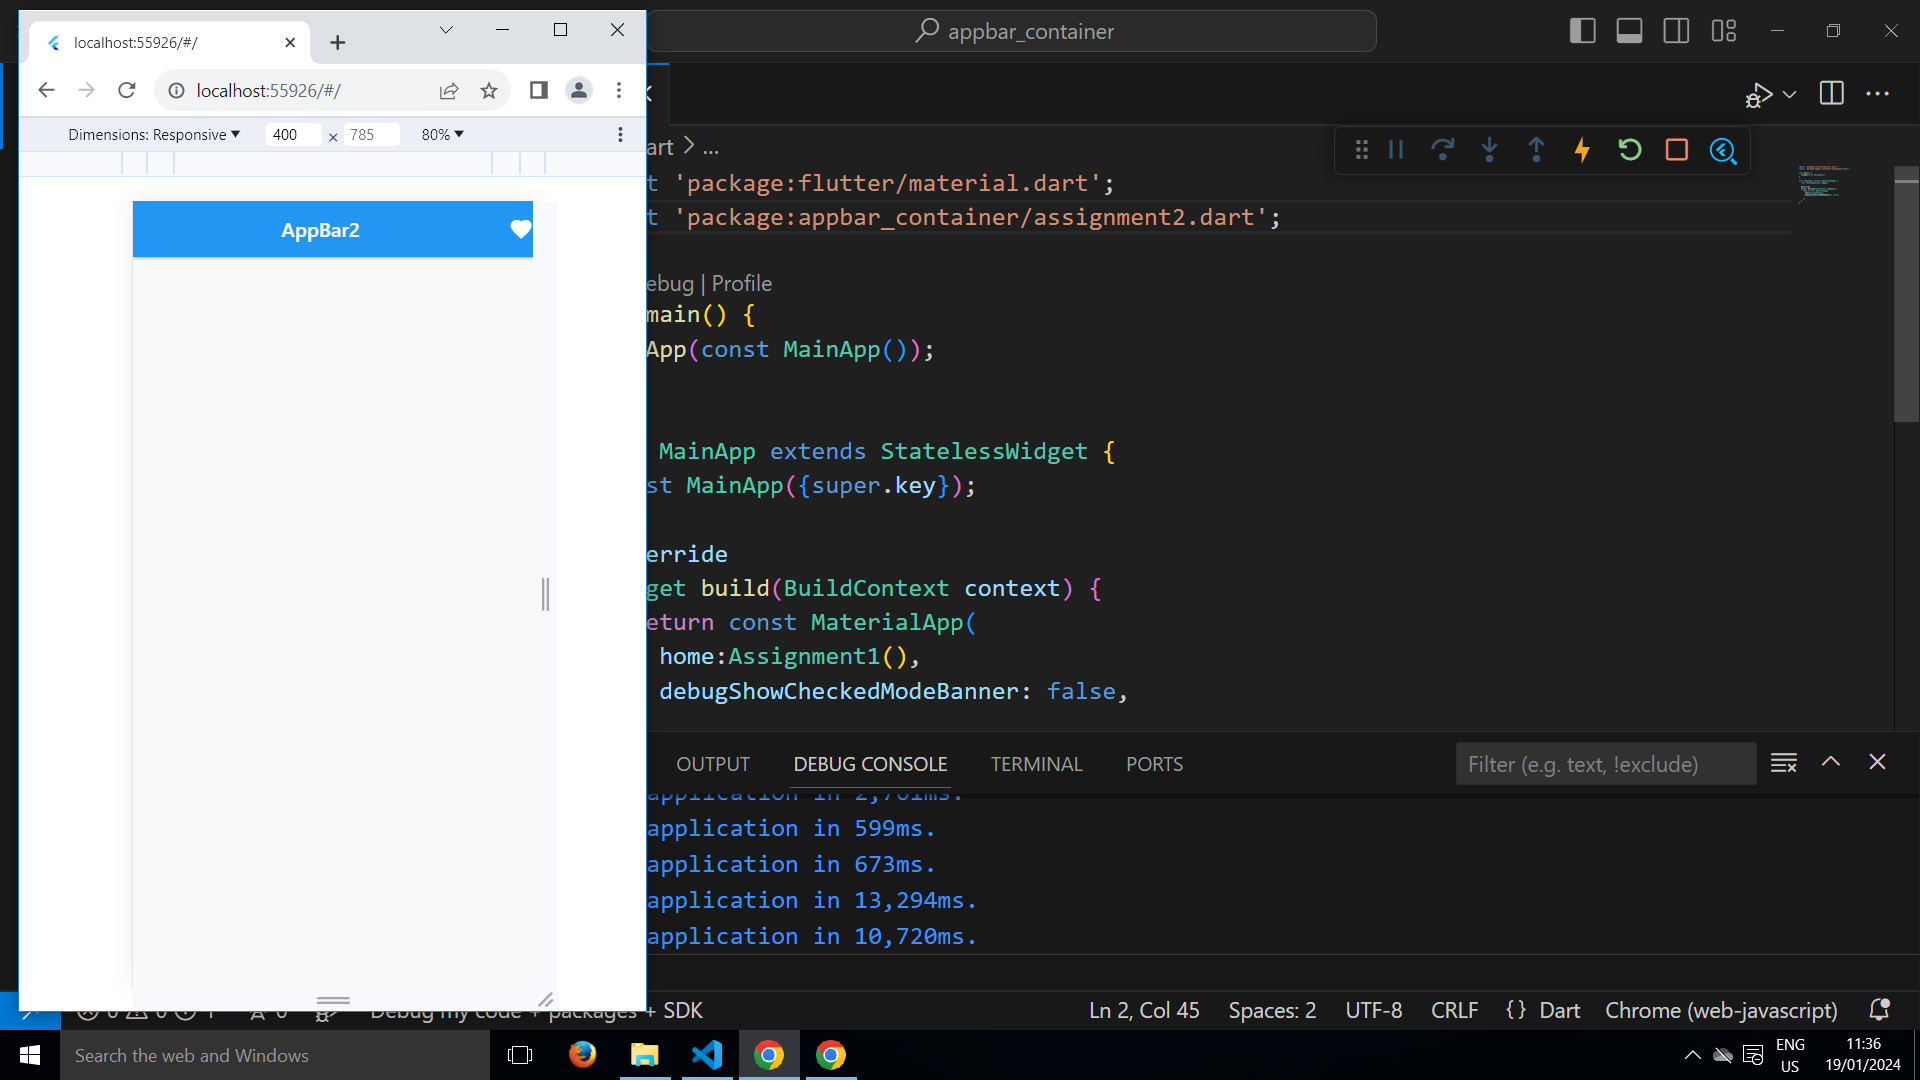 localhost:55926/#/
appbar_container
localhost:55926/#/
Dimensions: Responsive ▼ 400 × 785 80% ▼
art > ...
AppBar2
t 'package:flutter/material.dart';
t 'package:appbar_container/assignment2.dart';
ebug | Profile
main() {
App(const MainApp());
MainApp extends StatelessWidget {
st MainApp({super.key});
erride
get build(BuildContext context) {
eturn const MaterialApp(
home:Assignment1(),
debugShowCheckedModeBanner: false,
OUTPUT DEBUG CONSOLE TERMINAL PORTS Filter (e.g. text, !exclude)
application in 2,761ms.
application in 599ms.
application in 673ms.
application in 13,294ms.
application in 10,720ms.
Debug my code + packages + SDK Ln 2, Col 45 Spaces: 2 UTF-8 CRLF {} Dart Chrome (web-javascript)
Search the web and Windows
ENG
US
11:36
19/01/2024